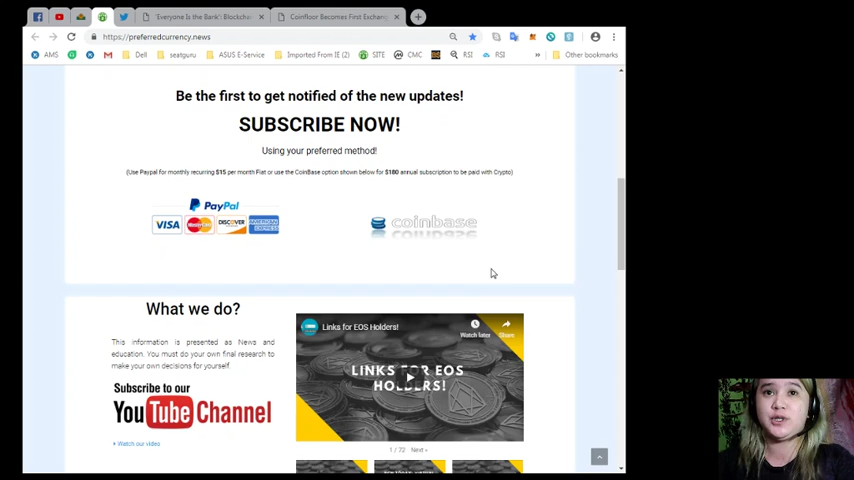 'Everyone Is the Bank': Blockcha
Coinfloor Becomes First Exchan
https://preferredcurrency.news
AMS
Dell
seatguru
ASUS E-Service
Imported From IE (2)
SITE
CMC
RSI
RSI
»
Other bookmarks
Be the first to get notified of the new updates!
SUBSCRIBE NOW!
Using your preferred method!
(Use Paypal for monthly recurring $15 per month Fiat or use the CoinBase option shown below for $180 annual subscription to be paid with Crypto)
PayPal
VISA MasterCard DISCOVER AMERICAN EXPRESS
coinbase
What we do?
This information is presented as News and
education. You must do your own final research to
make your own decisions for yourself.
Subscribe to our
YouTube Channel
+ Watch our video
Links for EOS Holders!
Watch later
Share
LINKS FOR EOS
HOLDERS!
1 / 72 Next »